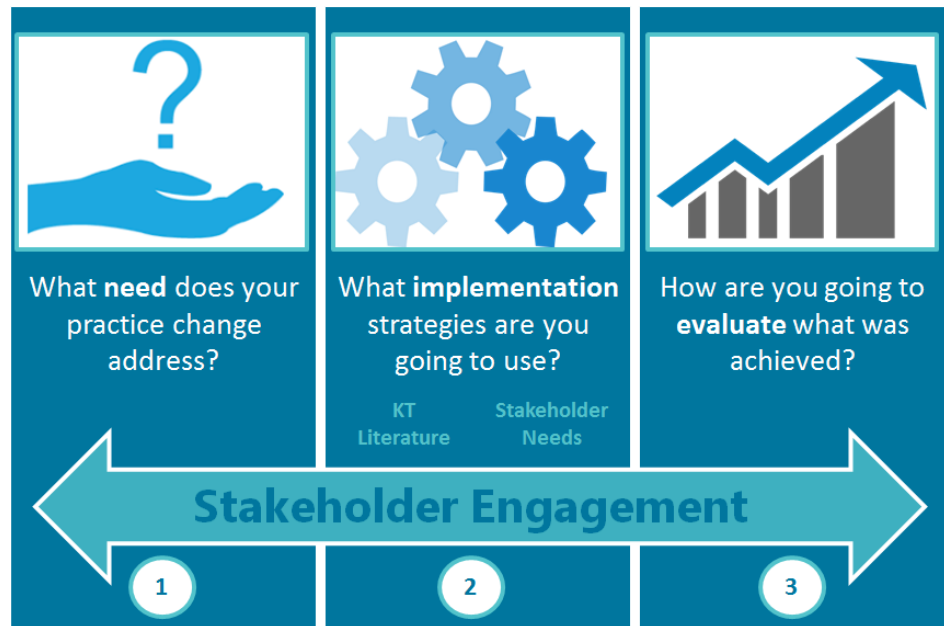 ?
What need does your
practice change
address?
What implementation
strategies are you
going to use?
KT
Literature
Stakeholder
Needs
How are you going to
evaluate what was
achieved?
Stakeholder Engagement
1
2
3